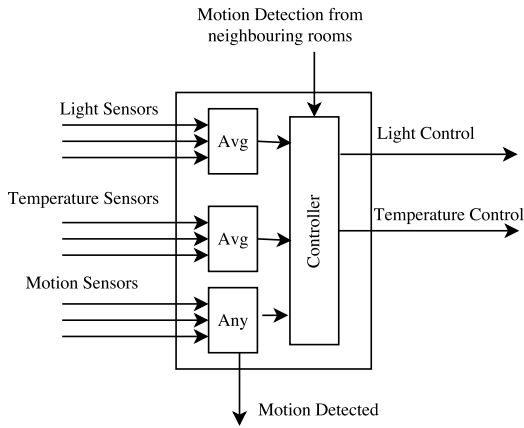 Motion Detection from
neighbouring rooms
Light Sensors
Avg
Light Control
Temperature Sensors
Avg
Controller
Temperature Control
Motion Sensors
Any
Motion Detected